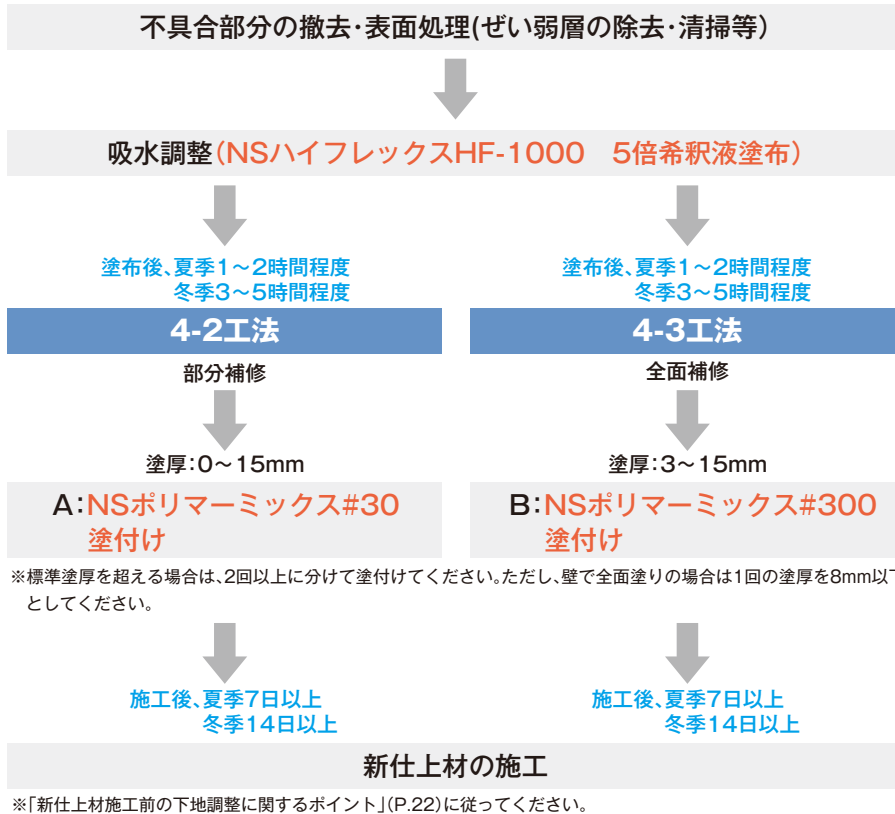 不具合部分の撤去・表面処理(ぜい弱層の除去・清掃等)
吸水調整(NSハイフレックスHF-1000　5倍希釈液塗布)
塗布後、夏季1～2時間程度
冬季3～5時間程度
4-2工法
部分補修
塗厚:0～15mm
A:NSポリマーミックス#30
塗付け
塗布後、夏季1～2時間程度
冬季3～5時間程度
4-3工法
全面補修
塗厚:3～15mm
B:NSポリマーミックス#300
塗付け
※標準塗厚を超える場合は、2回以上に分けて塗付けてください。ただし、壁で全面塗りの場合は1回の塗厚を8mm以下
としてください。
施工後、夏季7日以上
冬季14日以上
施工後、夏季7日以上
冬季14日以上
新仕上材の施工
※「新仕上材施工前の下地調整に関するポイント」(P.22)に従ってください。